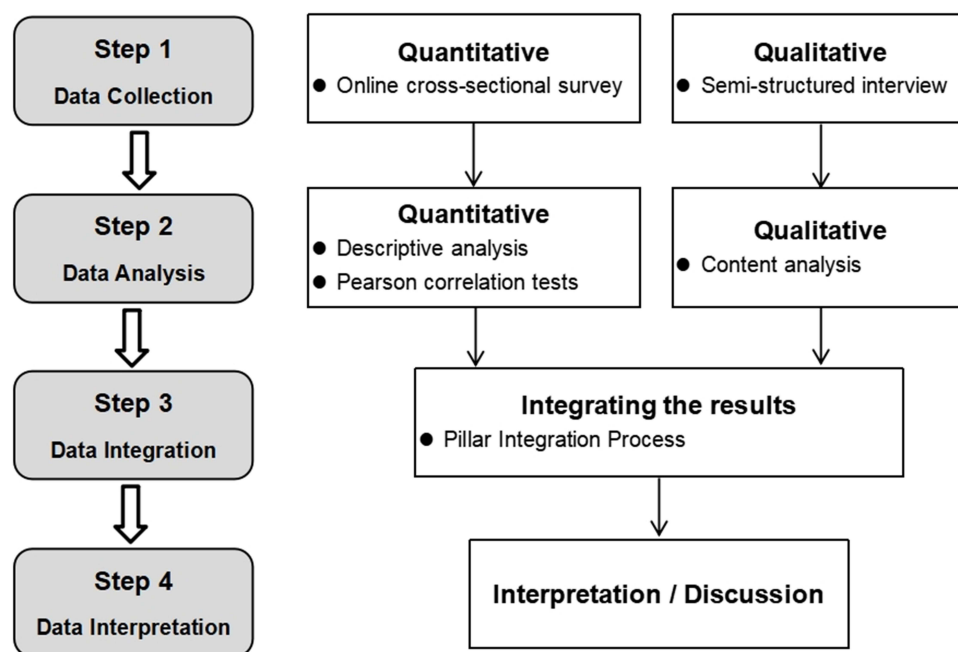 Step 1
Data Collection
Quantitative
● Online cross-sectional survey
Qualitative
● Semi-structured interview
Step 2
Data Analysis
Quantitative
● Descriptive analysis
● Pearson correlation tests
Qualitative
● Content analysis
Step 3
Data Integration
Integrating the results
● Pillar Integration Process
Step 4
Data Interpretation
Interpretation / Discussion